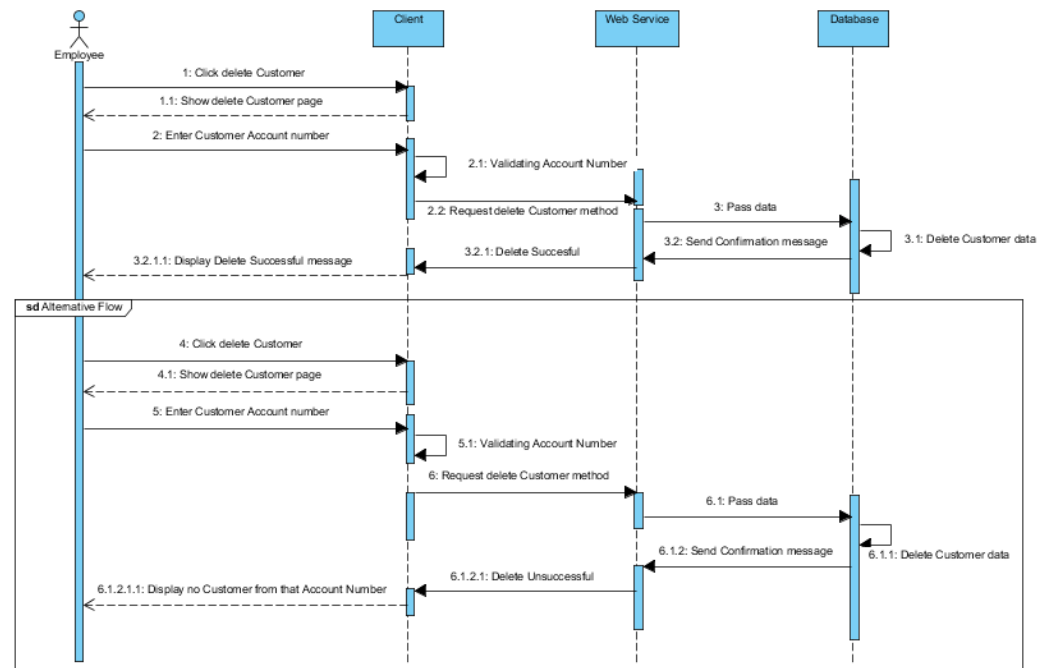 Client
Web Service
Database
Employee
1: Click delete Customer
1.1: Show delete Customer page
2: Enter Customer Account number
2.1: Validating Account Number
2.2: Request delete Customer method
3: Pass data
3.1: Delete Customer data
3.2: Send Confirmation message
3.2.1: Delete Succesful
3.2.1.1: Display Delete Successful message
sd Alternative Flow
4: Click delete Customer
4.1: Show delete Customer page
5: Enter Customer Account number
5.1: Validating Account Number
6: Request delete Customer method
6.1: Pass data
6.1.1: Delete Customer data
6.1.2: Send Confirmation message
6.1.2.1: Delete Unsuccessful
6.1.2.1.1: Display no Customer from that Account Number